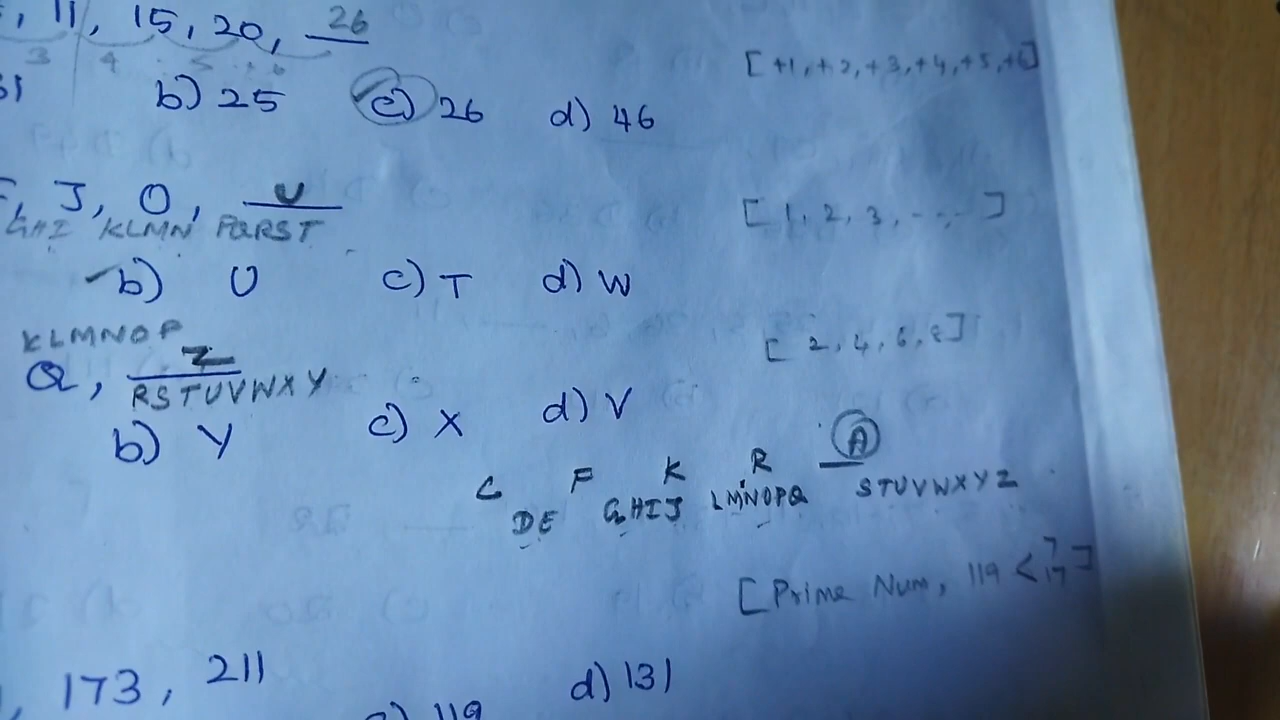 , 11, 15, 20, 26
3 4 5 6
[ +1, +2, +3, +4, +5, +6]
b) 25 c) 26 d) 46
, J, O, U
GHI KLMN PQRST
[ 1, 2, 3, ---- ]
b) U c) T d) W
KLMNOP
Q, Z
RSTUVWXY
[ 2, 4, 6, 8]
b) Y c) X d) V
C F K R A
DE GHIJ LMNOPQ STUVWXYZ
[Prime Num, 119 < 7 17]
, 173, 211
c) 119 d) 131